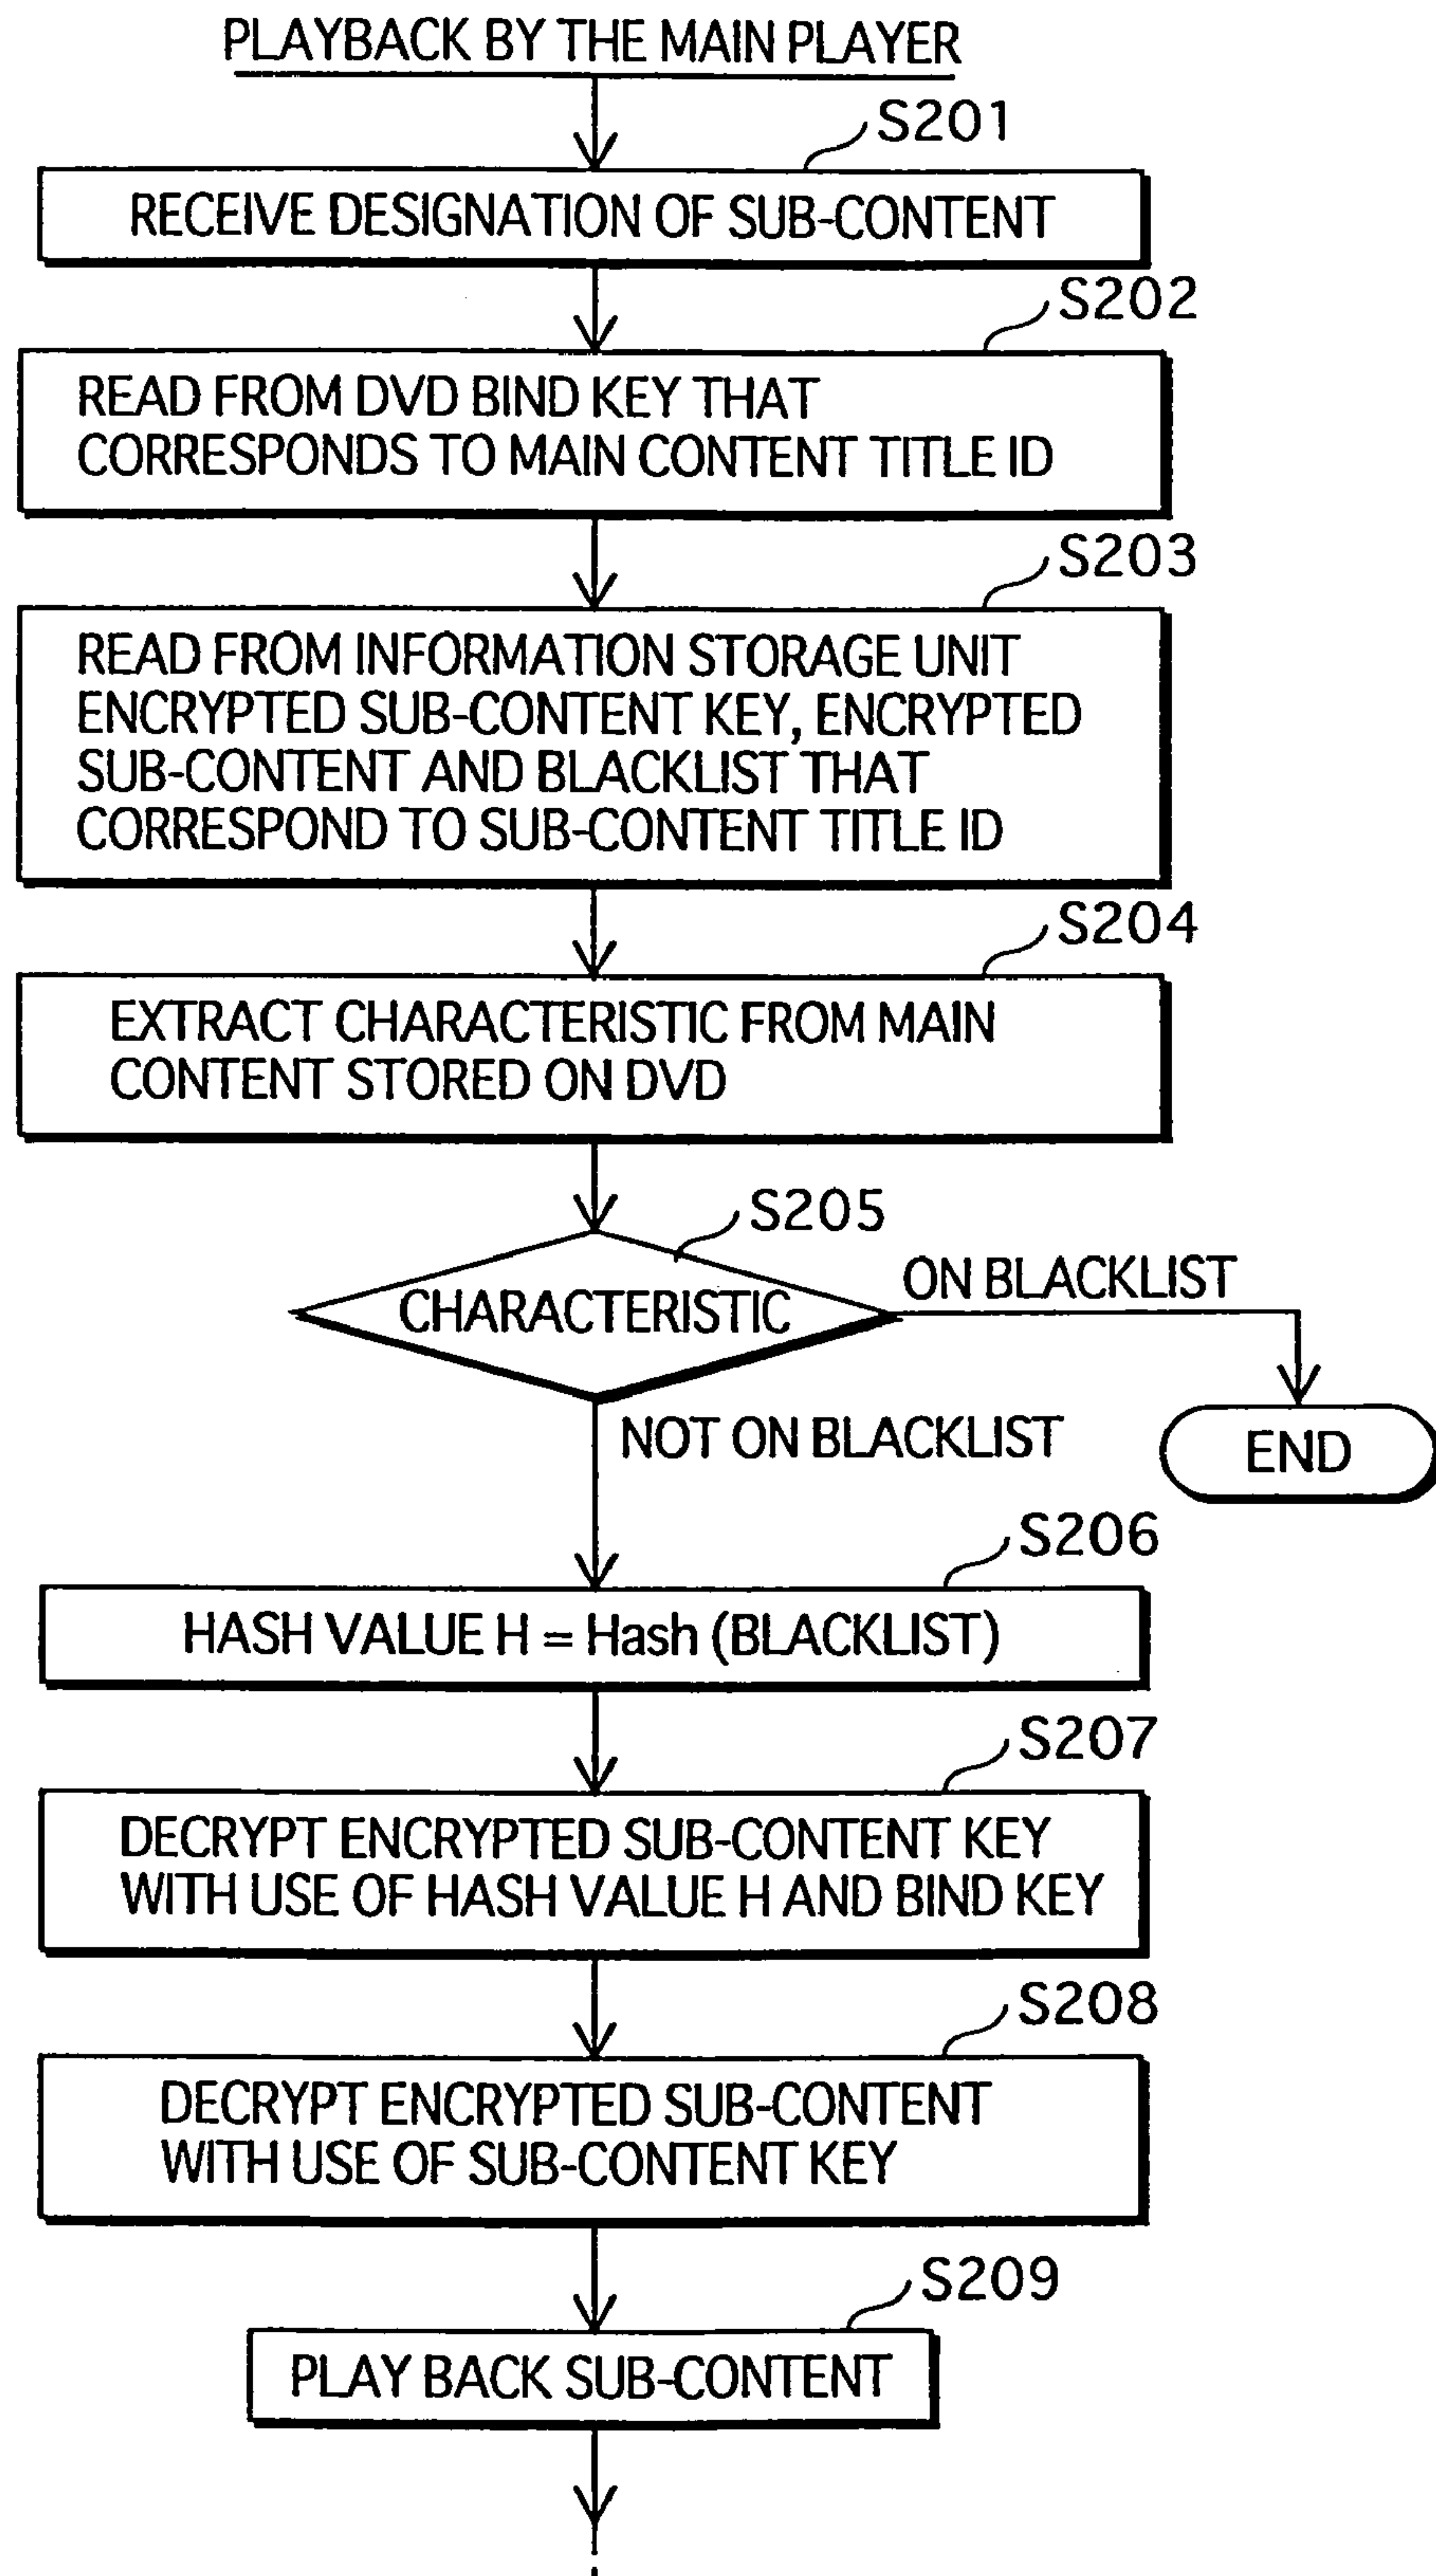 PLAYBACK BY THE MAIN PLAYER
S201
RECEIVE DESIGNATION OF SUB-CONTENT
S202
READ FROM DVD BIND KEY THAT
CORRESPONDS TO MAIN CONTENT TITLE ID
S203
READ FROM INFORMATION STORAGE UNIT
ENCRYPTED SUB-CONTENT KEY, ENCRYPTED
SUB-CONTENT AND BLACKLIST THAT
CORRESPOND TO SUB-CONTENT TITLE ID
S204
EXTRACT CHARACTERISTIC FROM MAIN
CONTENT STORED ON DVD
S205
ON BLACKLIST
CHARACTERISTIC
NOT ON BLACKLIST
END
S206
HASH VALUE H = Hash (BLACKLIST)
S207
DECRYPT ENCRYPTED SUB-CONTENT KEY
WITH USE OF HASH VALUE H AND BIND KEY
S208
DECRYPT ENCRYPTED SUB-CONTENT
WITH USE OF SUB-CONTENT KEY
S209
PLAY BACK SUB-CONTENT